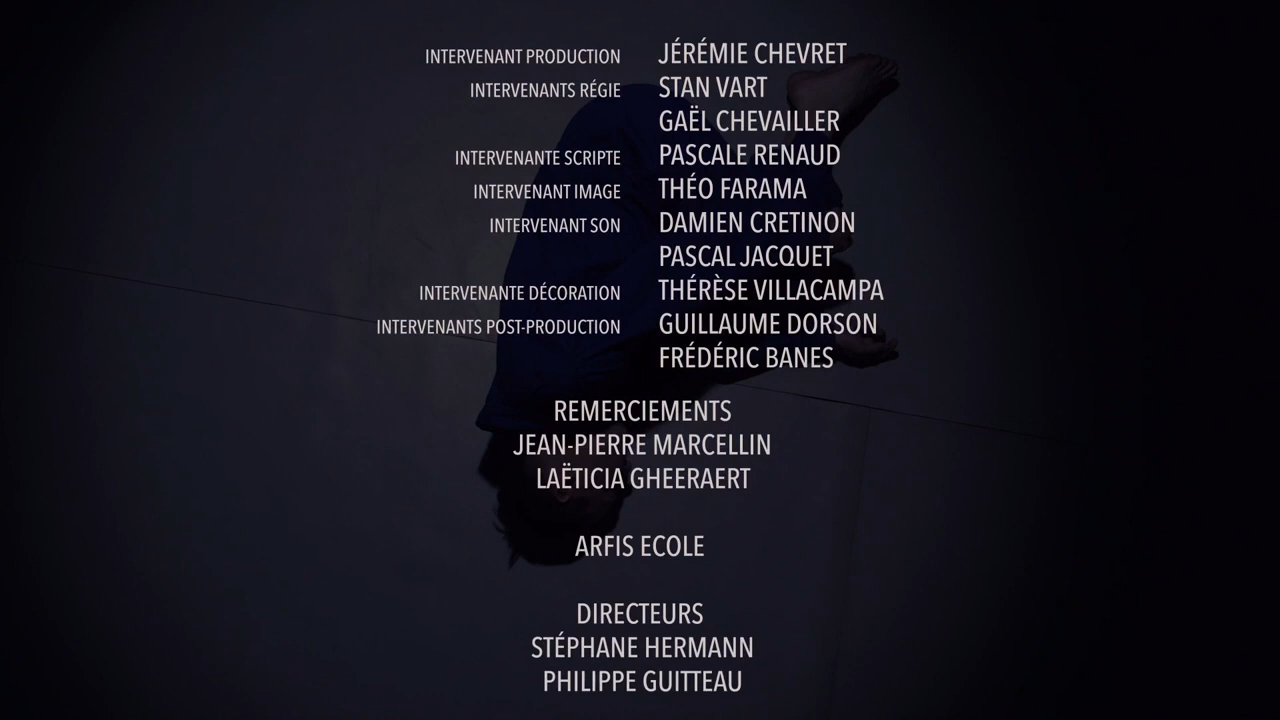 INTERVENANT PRODUCTION JÉRÉMIE CHEVRET
INTERVENANTS RÉGIE STAN VART
GAËL CHEVAILLER
INTERVENANTE SCRIPTE PASCALE RENAUD
INTERVENANT IMAGE THÉO FARAMA
INTERVENANT SON DAMIEN CRETINON
PASCAL JACQUET
INTERVENANTE DÉCORATION THÉRÈSE VILLACAMPA
INTERVENANTS POST-PRODUCTION GUILLAUME DORSON
FRÉDÉRIC BANES
REMERCIEMENTS
JEAN-PIERRE MARCELLIN
LAËTICIA GHEERAERT
ARFIS ECOLE
DIRECTEURS
STÉPHANE HERMANN
PHILIPPE GUITTEAU